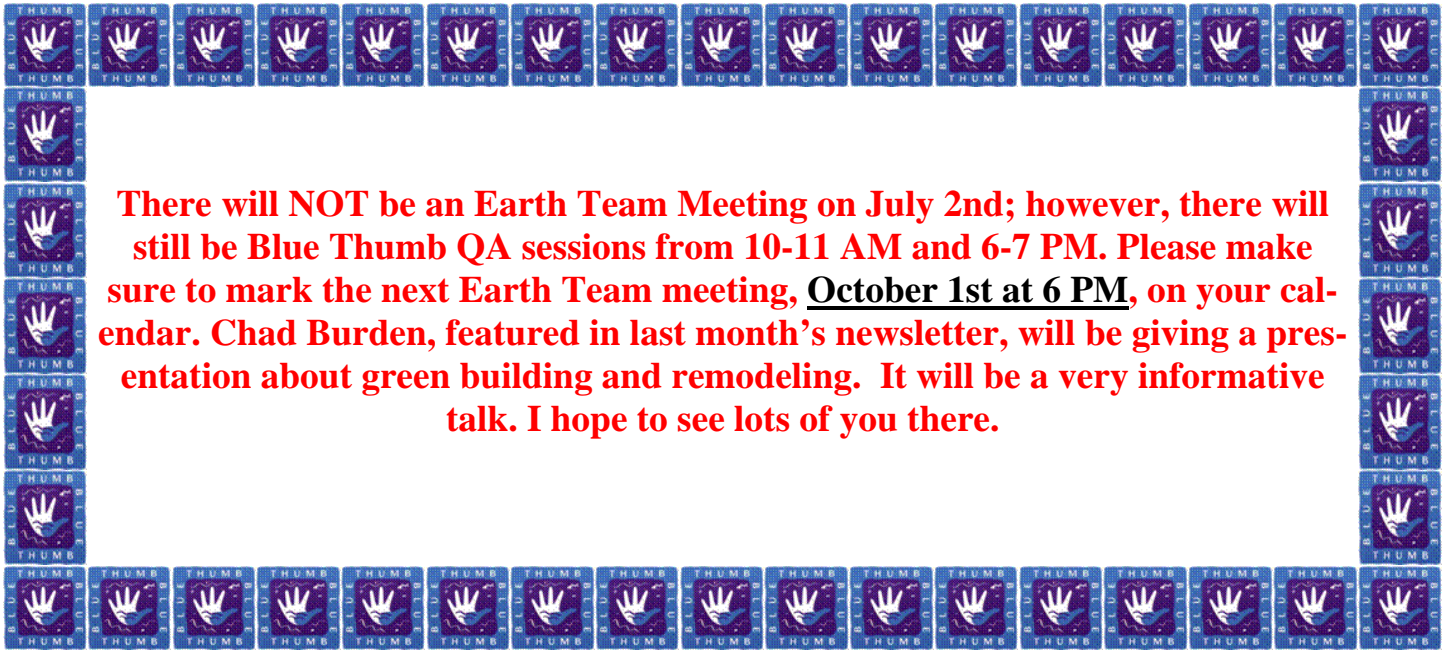 There will NOT be an Earth Team Meeting on July 2nd; however, there will
still be Blue Thumb QA sessions from 10-11 AM and 6-7 PM. Please make
sure to mark the next Earth Team meeting, October 1st at 6 PM, on your cal-
endar. Chad Burden, featured in last month's newsletter, will be giving a pres-
entation about green building and remodeling. It will be a very informative
talk. I hope to see lots of you there.
THUMB
BLUE
THUMB
BLUE